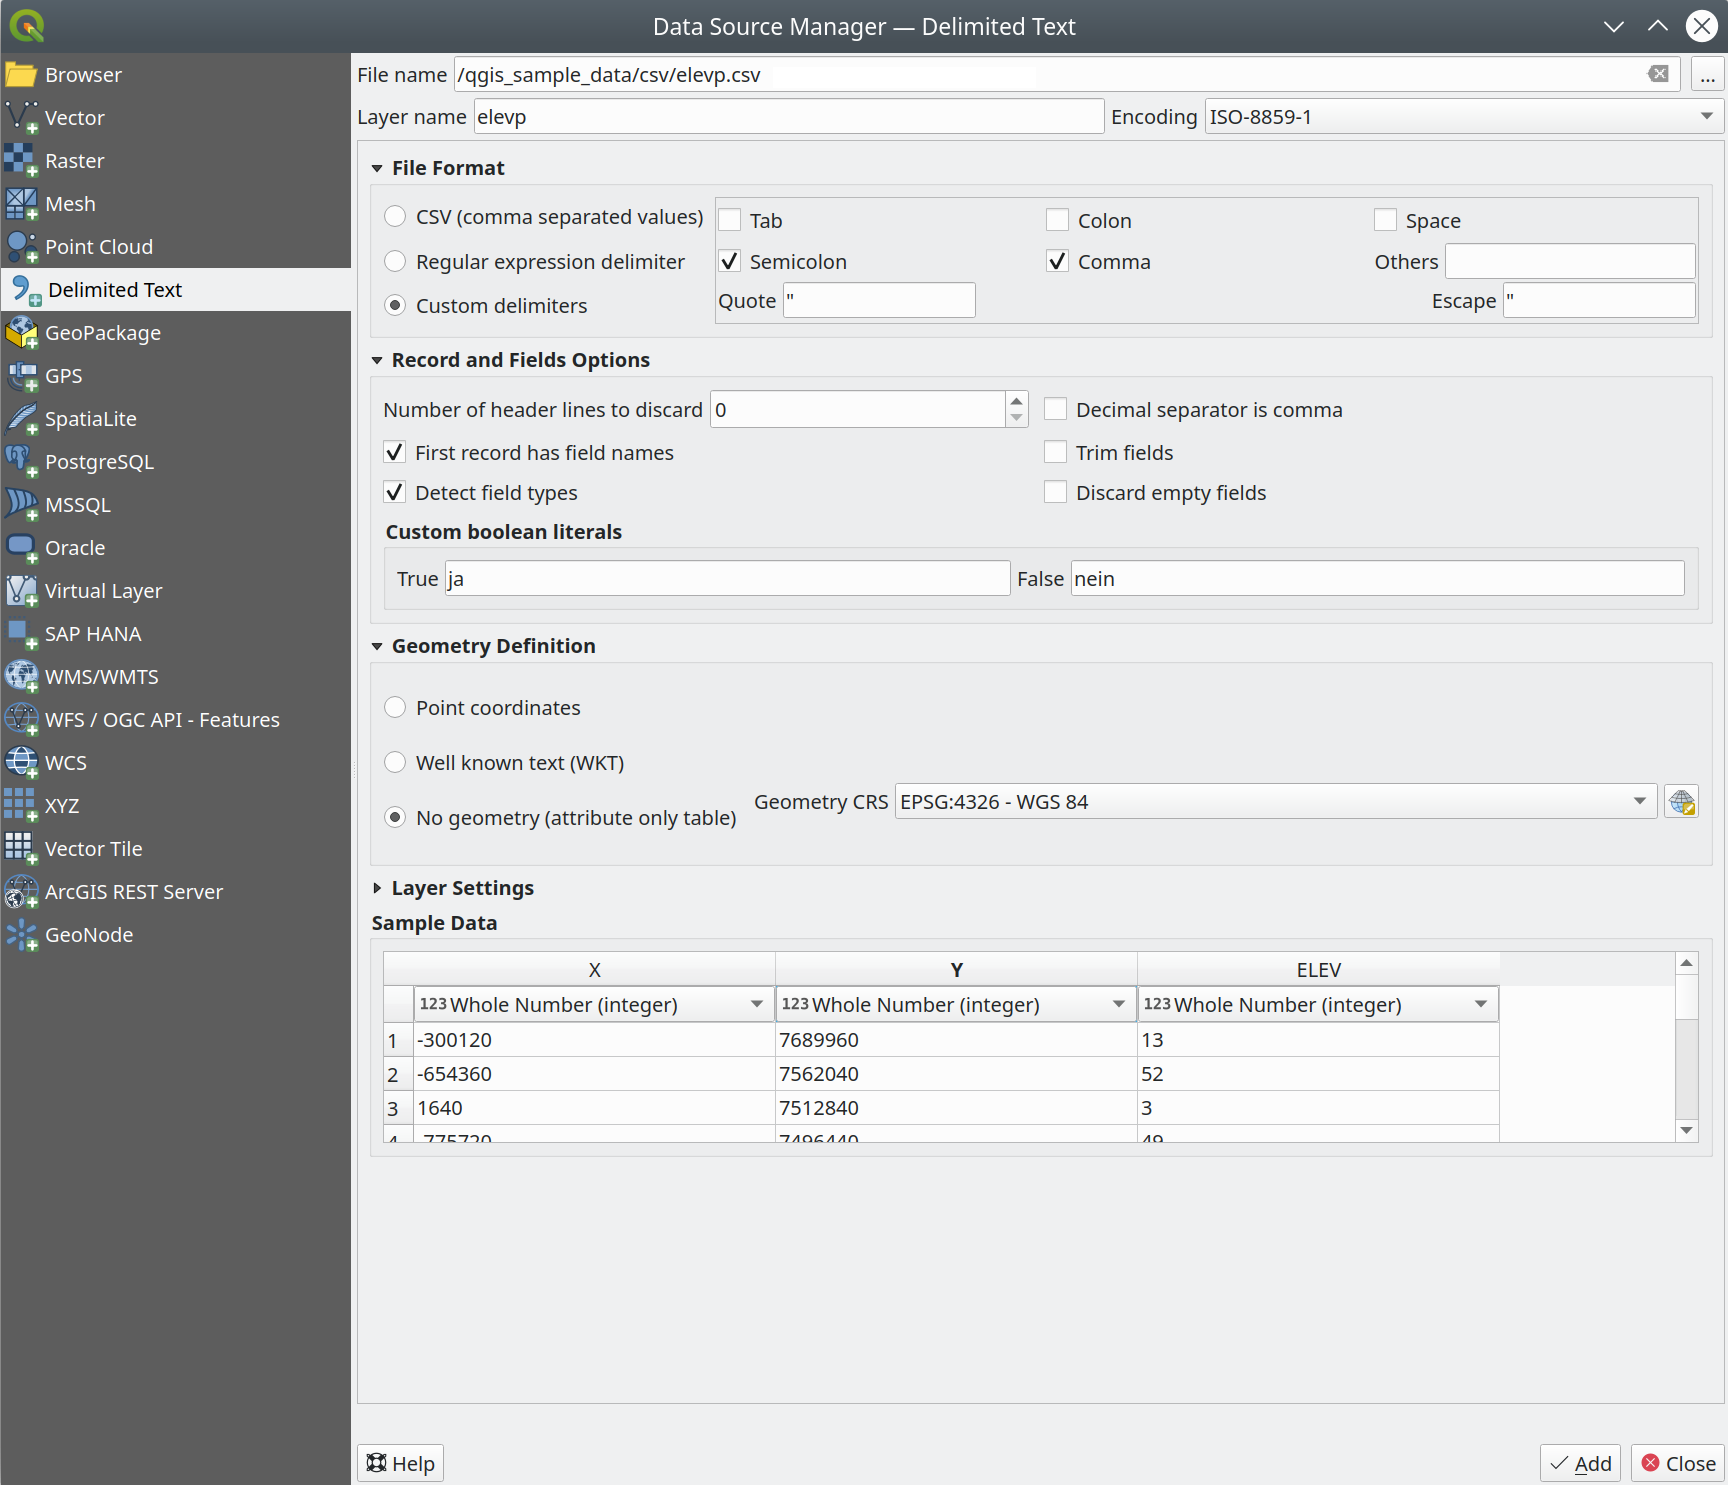 Data Source Manager — Delimited Text
Browser
Vector
Raster
Mesh
Point Cloud
Delimited Text
GeoPackage
GPS
SpatiaLite
PostgreSQL
MSSQL
Oracle
Virtual Layer
SAP HANA
WMS/WMTS
WFS / OGC API - Features
WCS
XYZ
Vector Tile
ArcGIS REST Server
GeoNode
File name /qgis_sample_data/csv/elevp.csv ...
Layer name elevp Encoding ISO-8859-1
File Format
CSV (comma separated values) Tab Colon Space
Regular expression delimiter Semicolon Comma Others
Custom delimiters Quote " Escape "
Record and Fields Options
Number of header lines to discard 0 Decimal separator is comma
First record has field names Trim fields
Detect field types Discard empty fields
Custom boolean literals
True ja False nein
Geometry Definition
Point coordinates
Well known text (WKT)
No geometry (attribute only table) Geometry CRS EPSG:4326 - WGS 84
Layer Settings
Sample Data
X Y ELEV
123 Whole Number (integer) 123 Whole Number (integer) 123 Whole Number (integer)
1 -300120 7689960 13
2 -654360 7562040 52
3 1640 7512840 3
4 -775720 7496440 49
Help Add Close